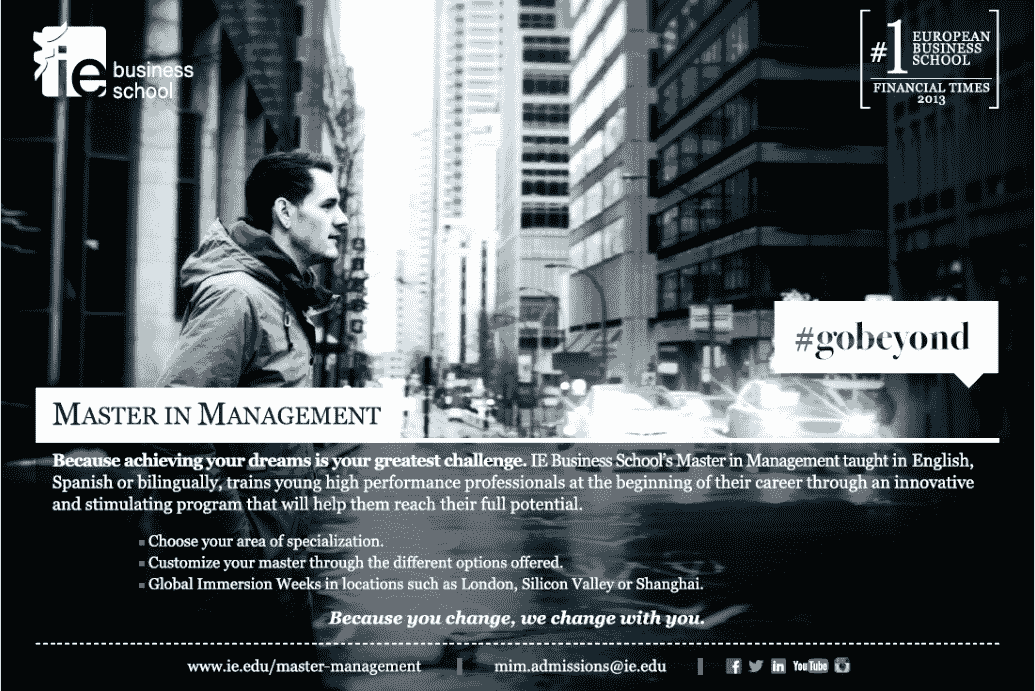 ie business
school
#1 EUROPEAN
BUSINESS
SCHOOL
FINANCIAL TIMES
2013
#gobeyond
MASTER IN MANAGEMENT
Because achieving your dreams is your greatest challenge. IE Business School's Master in Management taught in English,
Spanish or bilingually, trains young high performance professionals at the beginning of their career through an innovative
and stimulating program that will help them reach their full potential.
Choose your area of specialization.
Customize your master through the different options offered.
Global Immersion Weeks in locations such as London, Silicon Valley or Shanghai.
Because you change, we change with you.
www.ie.edu/master-management | mim.admissions@ie.edu | f in YouTube